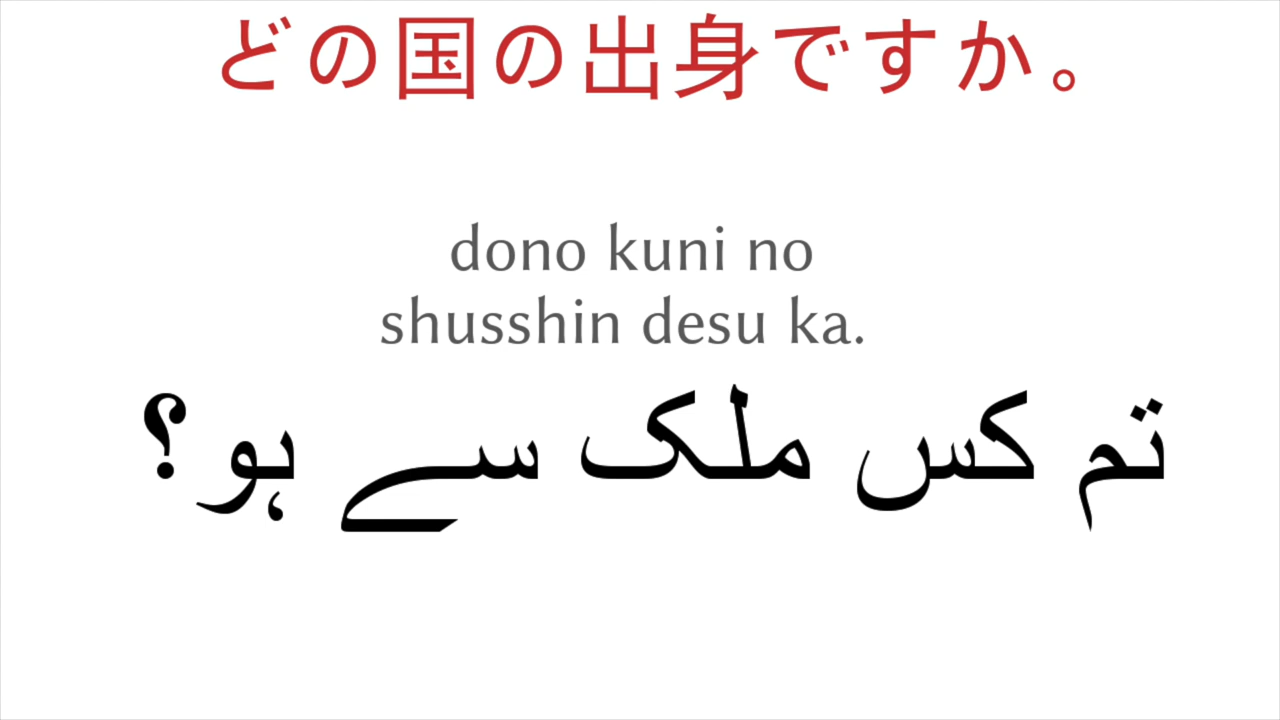 どの国の出身ですか。
dono kuni no
shusshin desu ka.
تم کس ملک سے ہو؟